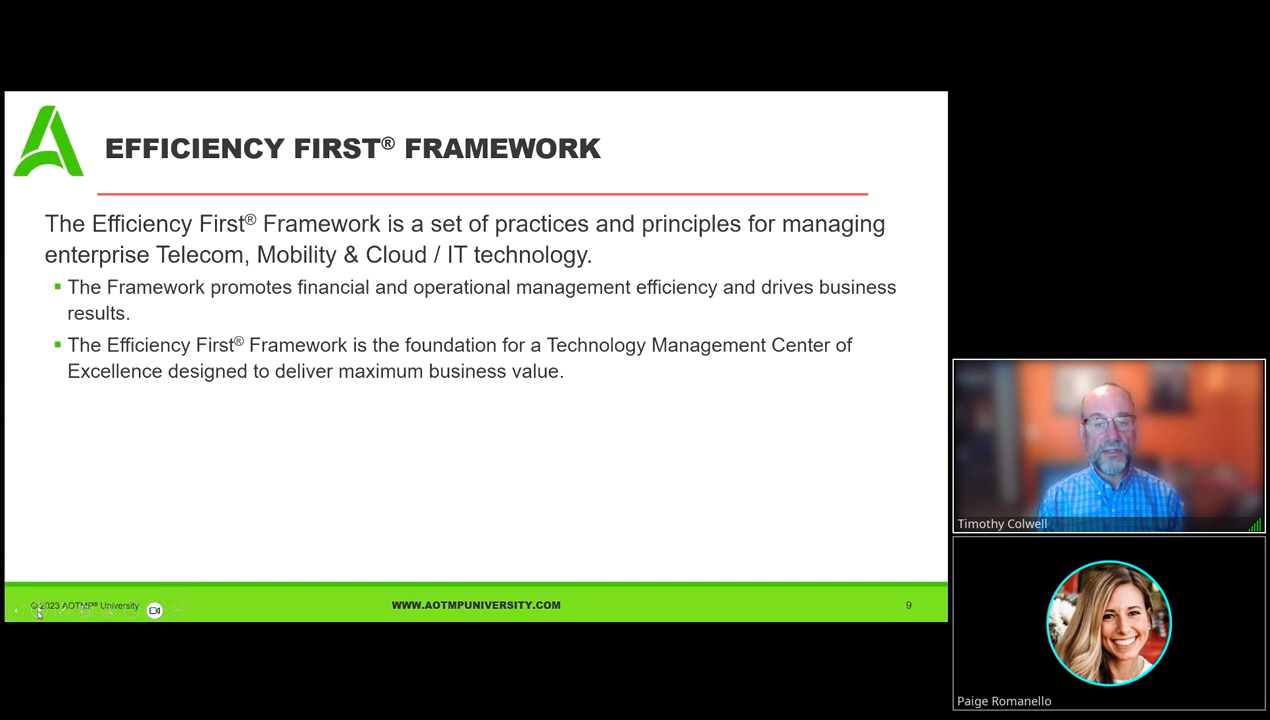 EFFICIENCY FIRST® FRAMEWORK
The Efficiency First® Framework is a set of practices and principles for managing
enterprise Telecom, Mobility & Cloud / IT technology.
▪ The Framework promotes financial and operational management efficiency and drives business
results.
▪ The Efficiency First® Framework is the foundation for a Technology Management Center of
Excellence designed to deliver maximum business value.
© 2023 AOTMP® University
WWW.AOTMPUNIVERSITY.COM
9
Timothy Colwell
Paige Romanello